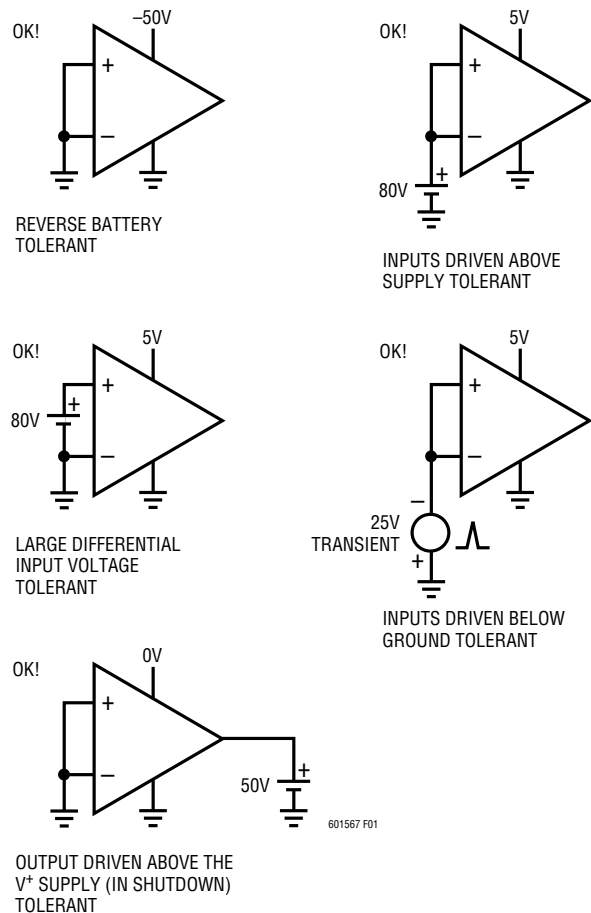 OK!
–50V
+
–
REVERSE BATTERY
TOLERANT
OK!
5V
+
–
80V
+
INPUTS DRIVEN ABOVE
SUPPLY TOLERANT
OK!
5V
+
80V
+
–
LARGE DIFFERENTIAL
INPUT VOLTAGE
TOLERANT
OK!
5V
+
–
–
25V
TRANSIENT
+
INPUTS DRIVEN BELOW
GROUND TOLERANT
OK!
0V
+
–
50V
+
601567 F01
OUTPUT DRIVEN ABOVE THE
V⁺ SUPPLY (IN SHUTDOWN)
TOLERANT